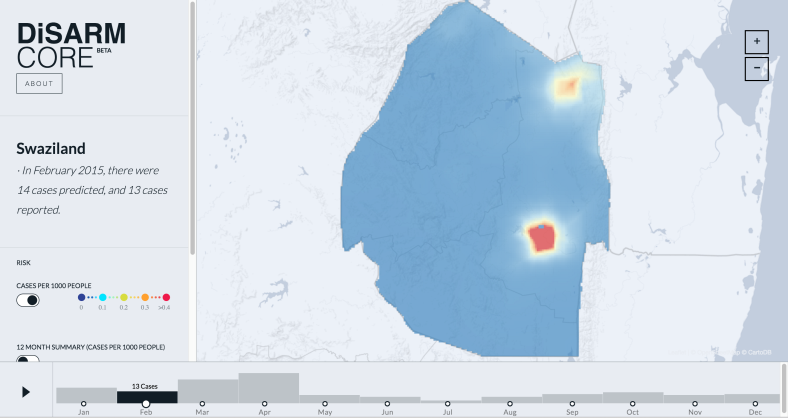 DiSARM
CORE BETA
ABOUT
Swaziland
· In February 2015, there were
14 cases predicted, and 13 cases
reported.
RISK
CASES PER 1000 PEOPLE
0 0.1 0.2 0.3 >0.4
12 MONTH SUMMARY (CASES PER 1000 PEOPLE)
+
−
© CartoDB
13 Cases
Jan Feb Mar Apr May Jun Jul Aug Sep Oct Nov Dec